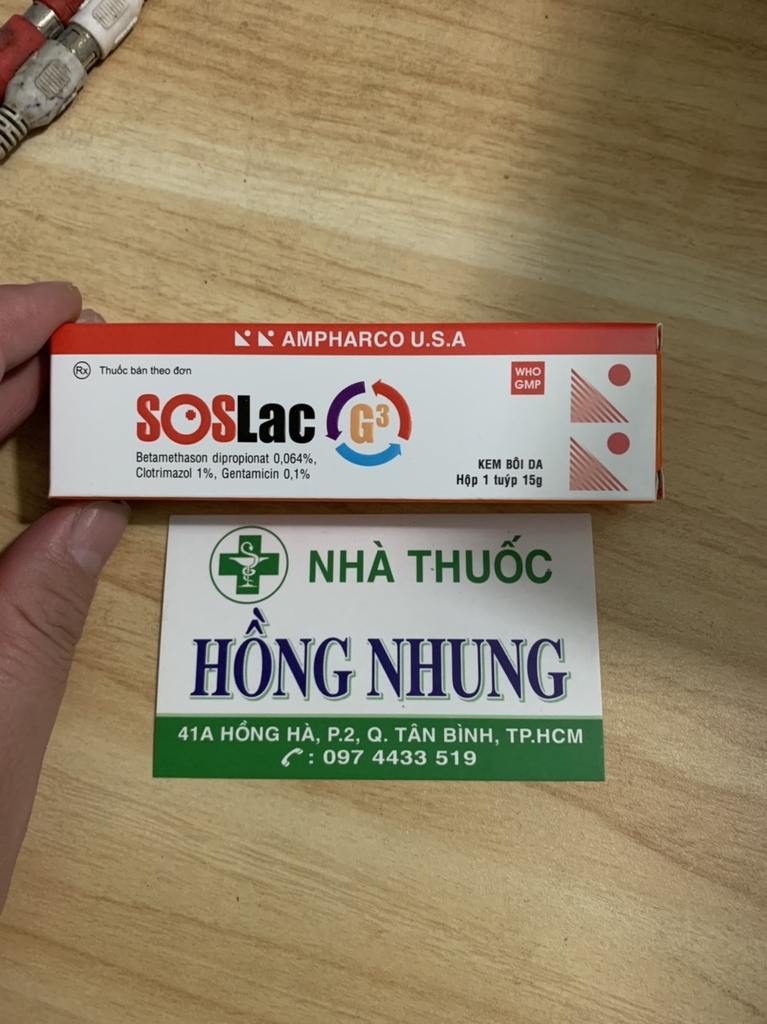 AMPHARCO U.S.A
Rx Thuốc bán theo đơn
WHO
GMP
SOSLac G³
Betamethason dipropionat 0,064%,
Clotrimazol 1%, Gentamicin 0,1%
KEM BÔI DA
Hộp 1 tuýp 15g
NHÀ THUỐC
HỒNG NHUNG
41A HỒNG HÀ, P.2, Q. TÂN BÌNH, TP.HCM
: 097 4433 519